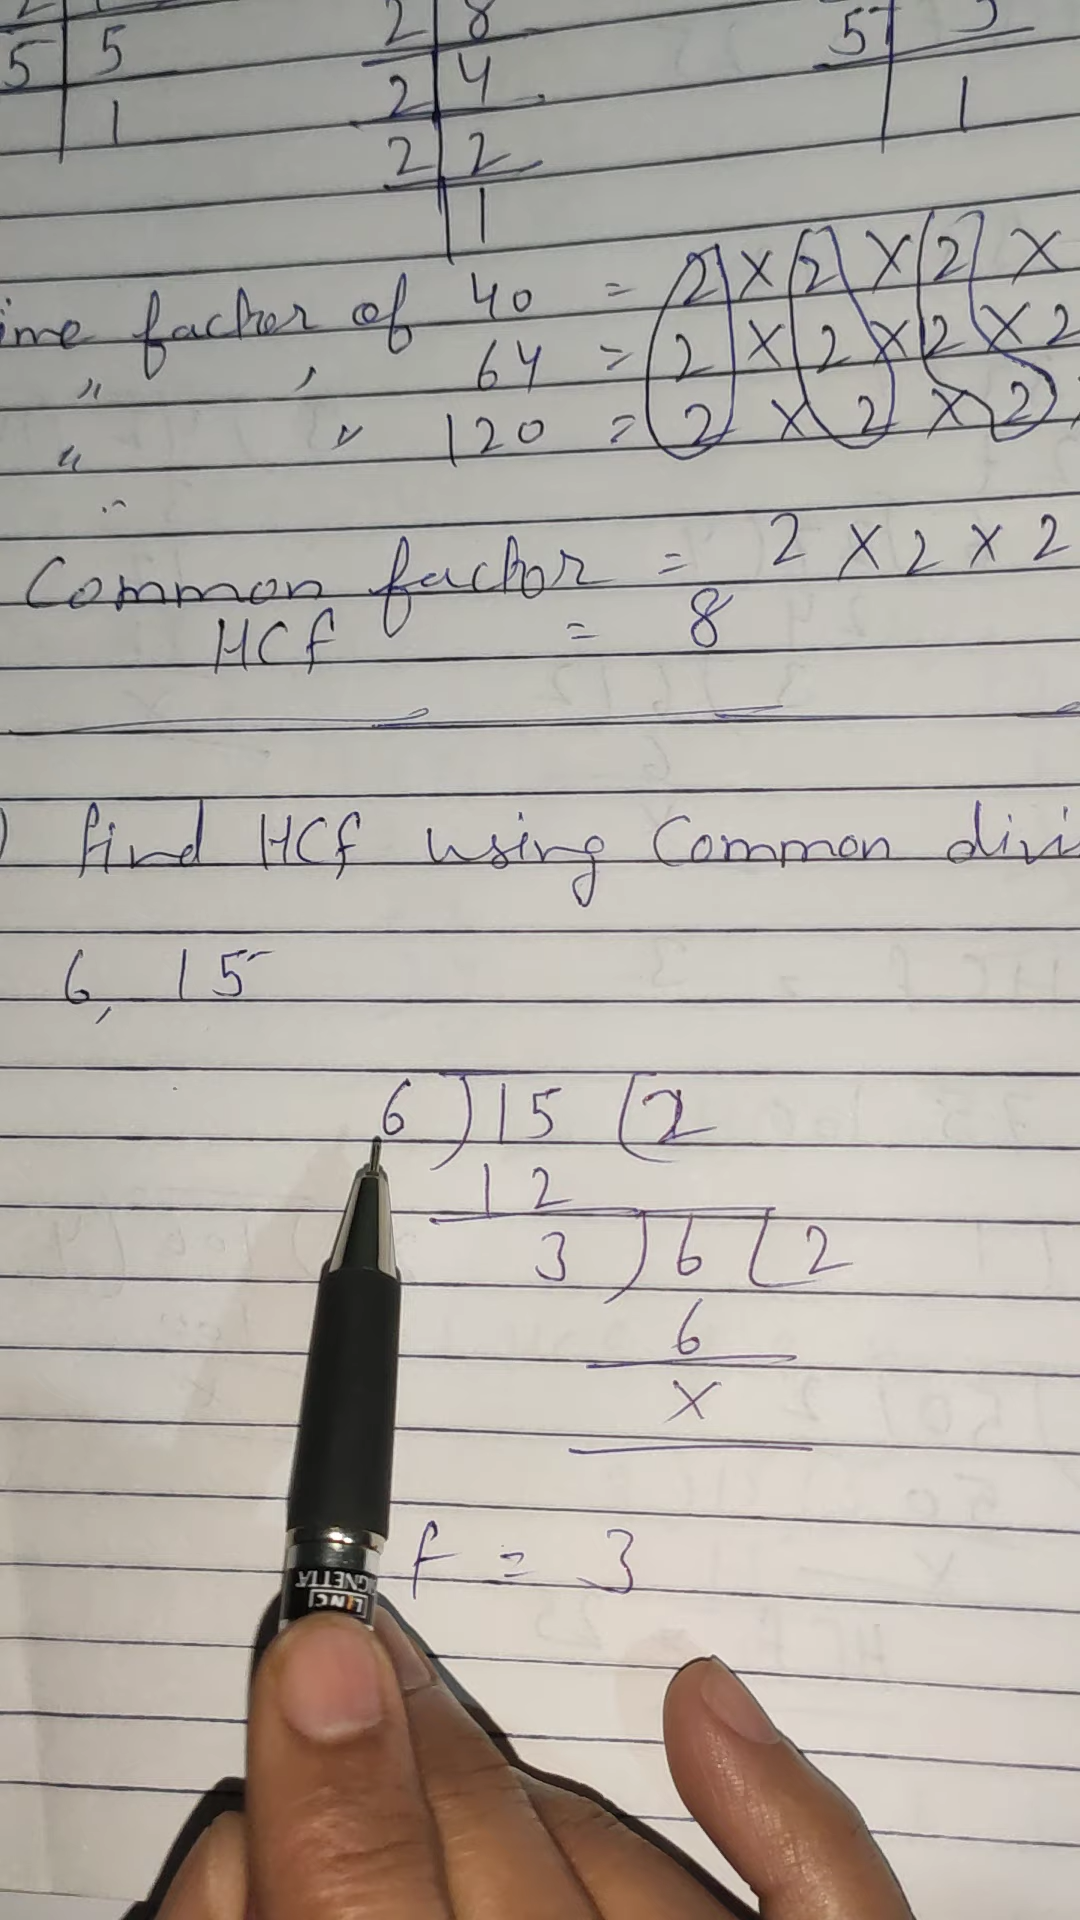 5 | 5
1
2 | 8
2 | 4
2 | 2
1
5
1
ime factor of 40 = 2 × 2 × 2 ×
" , 64 = 2 × 2 × 2 × 2
" " 120 = 2 × 2 × 2
Common factor = 2 × 2 × 2
HCf = 8
) find HCf using Common divi
6, 15
6 ) 15 ( 2
12
3 ) 6 ( 2
6
×
f = 3
LINC